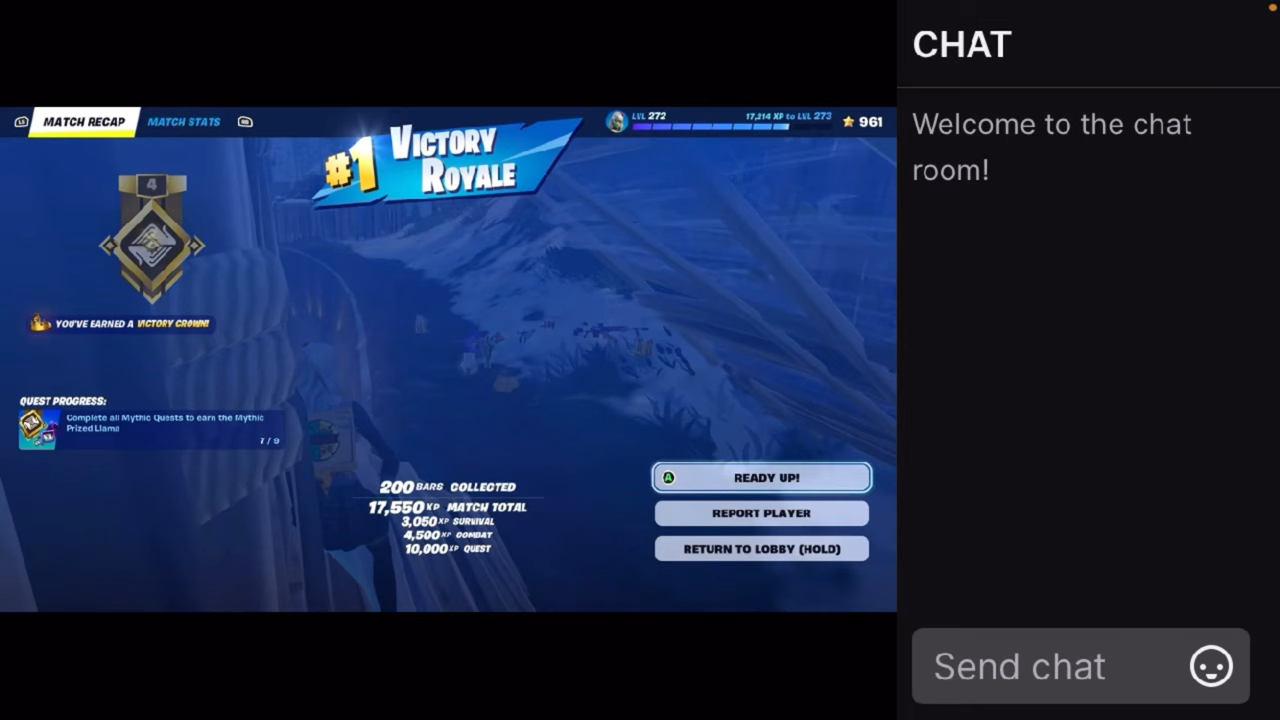 MATCH RECAP
MATCH STATS
LVL 272
17,214 XP to LVL 273
961
#1 VICTORY
ROYALE
4
YOU'VE EARNED A VICTORY CROWN!
QUEST PROGRESS:
Complete all Mythic Quests to earn the Mythic
Prized Llama
7 / 9
200 BARS COLLECTED
17,550 XP MATCH TOTAL
3,050 XP SURVIVAL
4,500 XP COMBAT
10,000 XP QUEST
A READY UP!
REPORT PLAYER
RETURN TO LOBBY (HOLD)
CHAT
Welcome to the chat
room!
Send chat